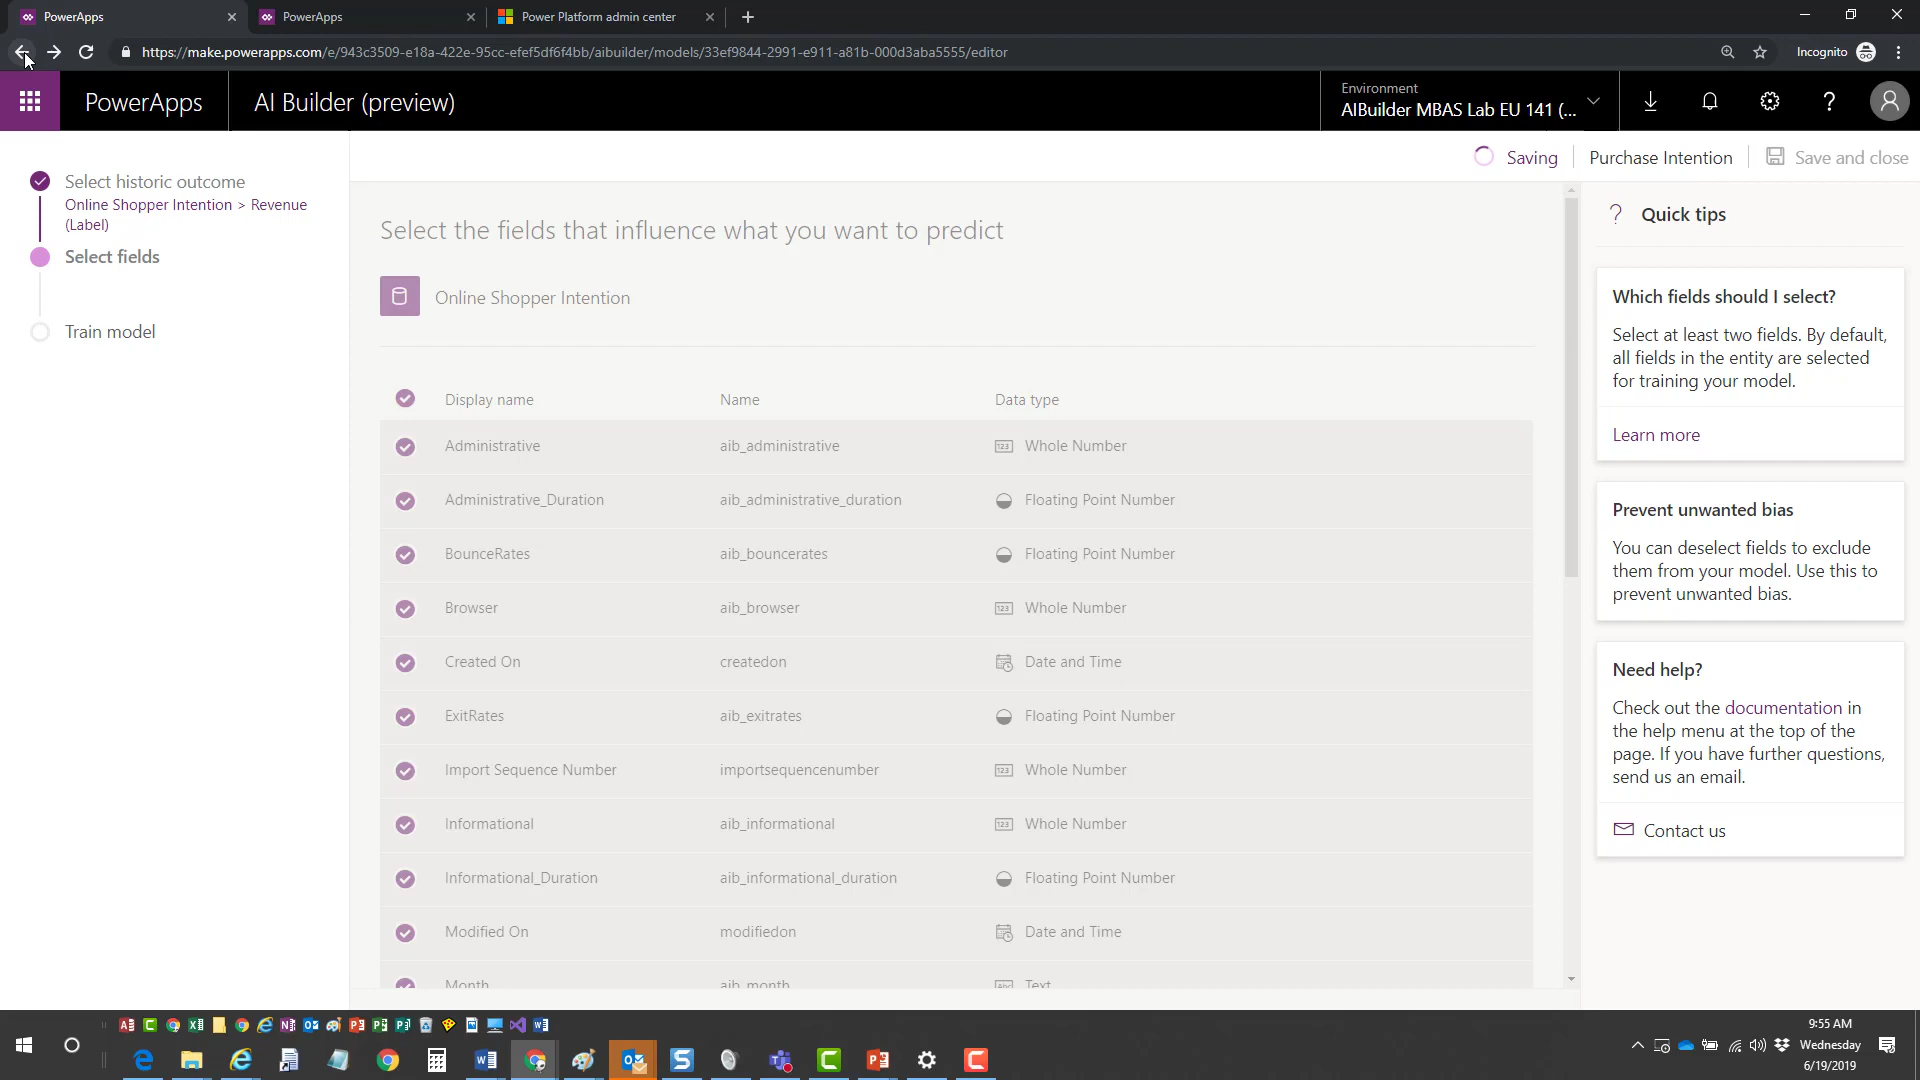 PowerApps
PowerApps
Power Platform admin center
https://make.powerapps.com/e/943c3509-e18a-422e-95cc-efef5df6f4bb/aibuilder/models/33ef9844-2991-e911-a81b-000d3aba5555/editor
Incognito
PowerApps
AI Builder (preview)
Environment
AIBuilder MBAS Lab EU 141 (...
Saving
Purchase Intention
Save and close
Select historic outcome
Online Shopper Intention > Revenue
(Label)
Select fields
Train model
Select the fields that influence what you want to predict
Online Shopper Intention
Display name Name Data type
Administrative aib_administrative Whole Number
Administrative_Duration aib_administrative_duration Floating Point Number
BounceRates aib_bouncerates Floating Point Number
Browser aib_browser Whole Number
Created On createdon Date and Time
ExitRates aib_exitrates Floating Point Number
Import Sequence Number importsequencenumber Whole Number
Informational aib_informational Whole Number
Informational_Duration aib_informational_duration Floating Point Number
Modified On modifiedon Date and Time
Month aib_month Text
? Quick tips
Which fields should I select?
Select at least two fields. By default,
all fields in the entity are selected
for training your model.
Learn more
Prevent unwanted bias
You can deselect fields to exclude
them from your model. Use this to
prevent unwanted bias.
Need help?
Check out the documentation in
the help menu at the top of the
page. If you have further questions,
send us an email.
Contact us
9:55 AM
Wednesday
6/19/2019